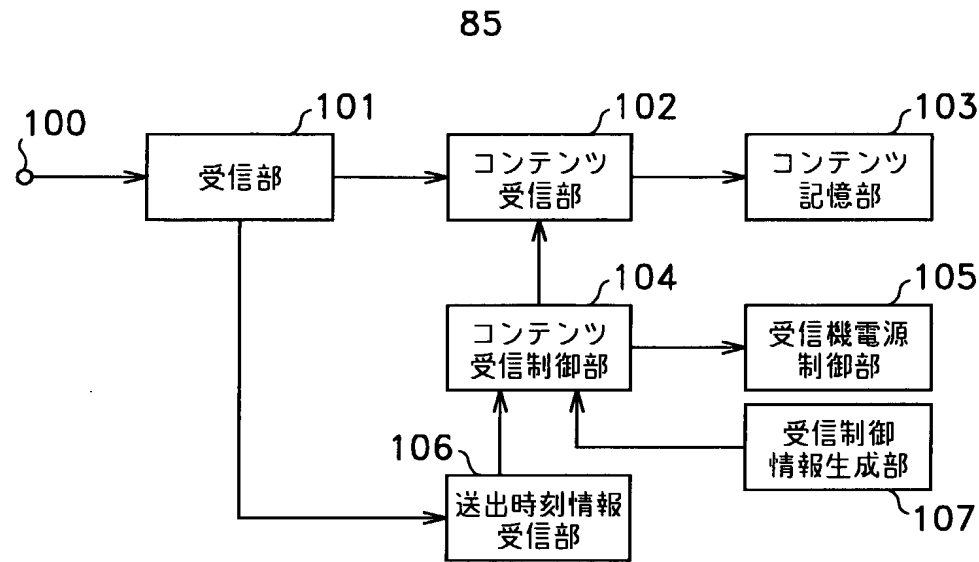 85
100
101
受信部
102
コンテンツ
受信部
103
コンテンツ
記憶部
104
コンテンツ
受信制御部
105
受信機電源
制御部
106
送出時刻情報
受信部
受信制御
情報生成部
107